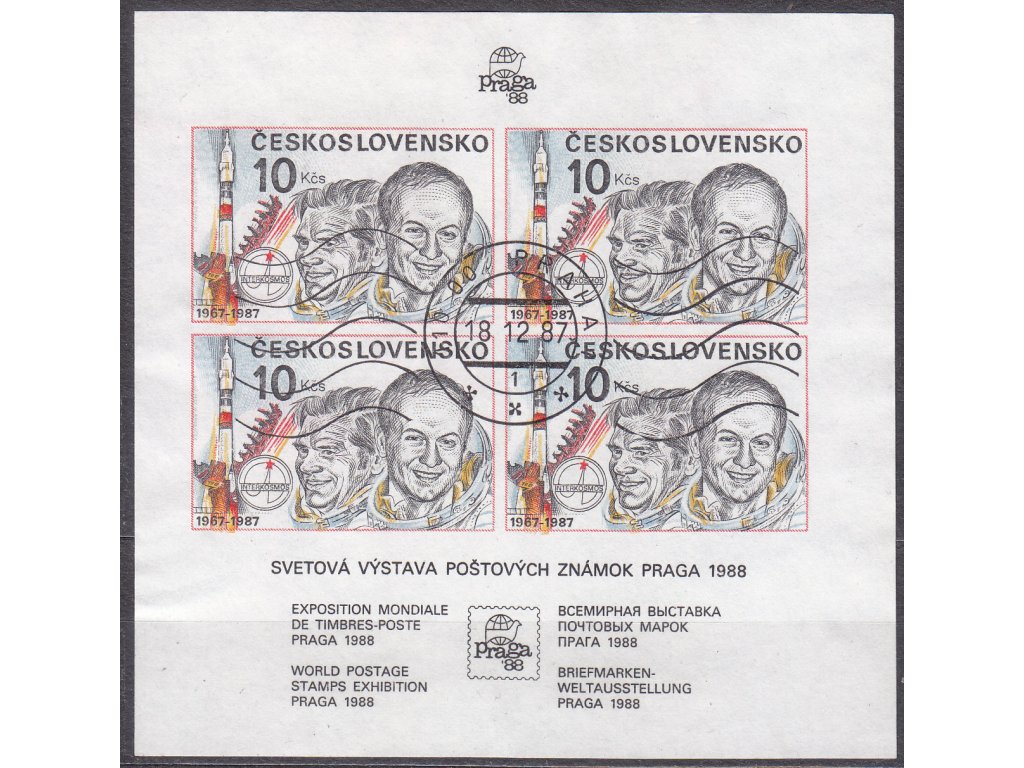 praga
'88
ČESKOSLOVENSKO
10 Kčs
INTERKOSMOS
1967-1987
ČESKOSLOVENSKO
10 Kčs
INTERKOSMOS
1967-1987
110 00 PRAHA
18.12.87
1
ČESKOSLOVENSKO
10 Kčs
INTERKOSMOS
1967-1987
ČESKOSLOVENSKO
10 Kčs
INTERKOSMOS
1967-1987
SVETOVÁ VÝSTAVA POŠTOVÝCH ZNÁMOK PRAGA 1988
EXPOSITION MONDIALE
DE TIMBRES-POSTE
PRAGA 1988
WORLD POSTAGE
STAMPS EXHIBITION
PRAGA 1988
praga
'88
ВСЕМИРНАЯ ВЫСТАВКА
ПОЧТОВЫХ МАРОК
ПРАГА 1988
BRIEFMARKEN-
WELTAUSSTELLUNG
PRAGA 1988